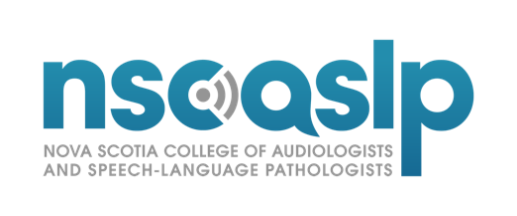 nscaslp
NOVA SCOTIA COLLEGE OF AUDIOLOGISTS
AND SPEECH-LANGUAGE PATHOLOGISTS